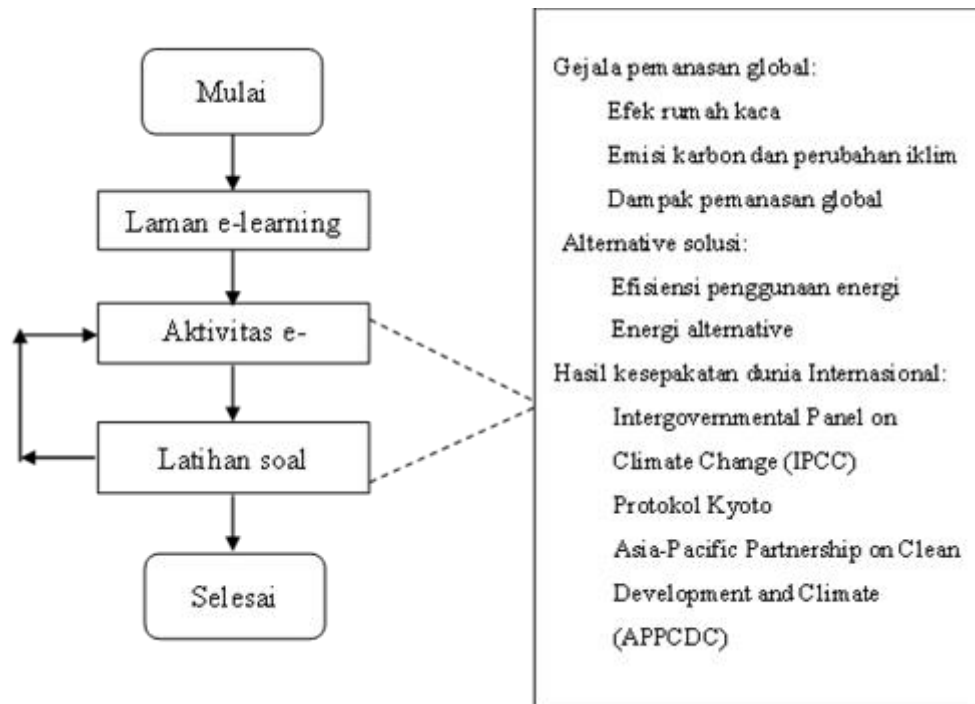 Mulai
Laman e-learning
Aktivitas e-
Latihan soal
Selesai
Gejala pemanasan global:
Efek rumah kaca
Emisi karbon dan perubahan iklim
Dampak pemanasan global
Alternative solusi:
Efisiensi penggunaan energi
Energi alternative
Hasil kesepakatan dunia Internasional:
Intergovernmental Panel on
Climate Change (IPCC)
Protokol Kyoto
Asia-Pacific Partnership on Clean
Development and Climate
(APPCDC)